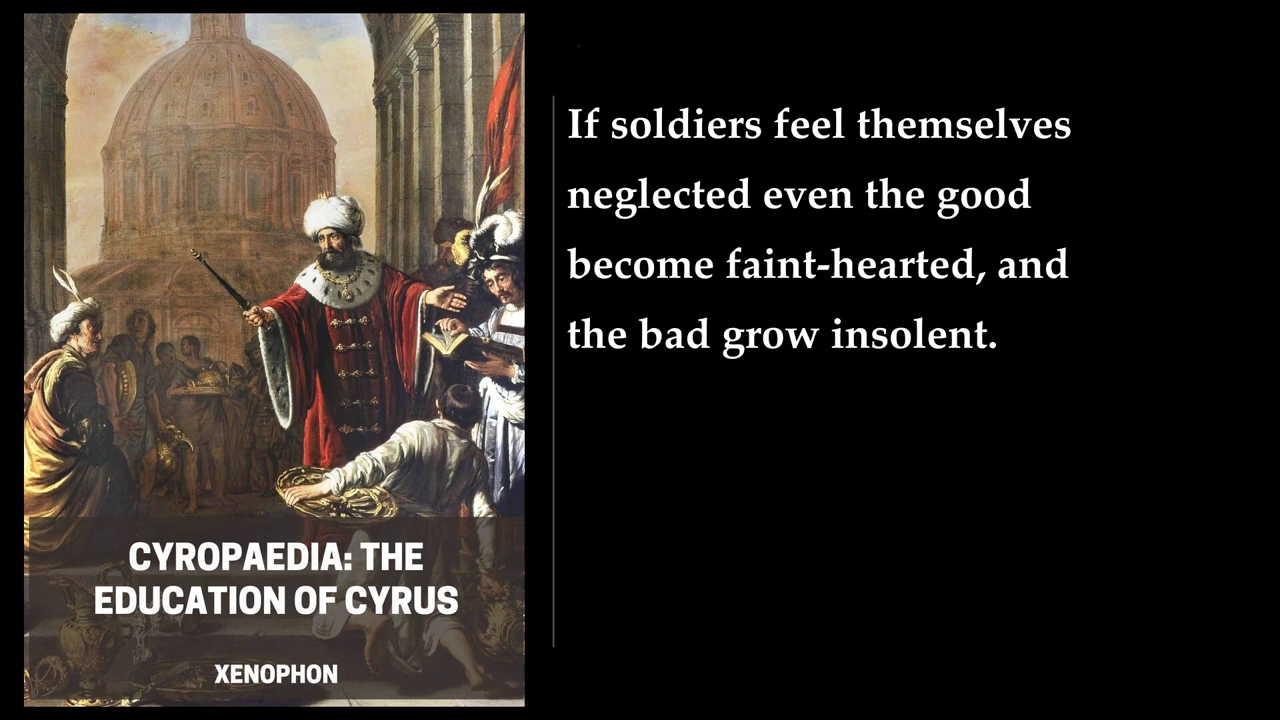 If soldiers feel themselves
neglected even the good
become faint-hearted, and
the bad grow insolent.
CYROPAEDIA: THE
EDUCATION OF CYRUS
XENOPHON